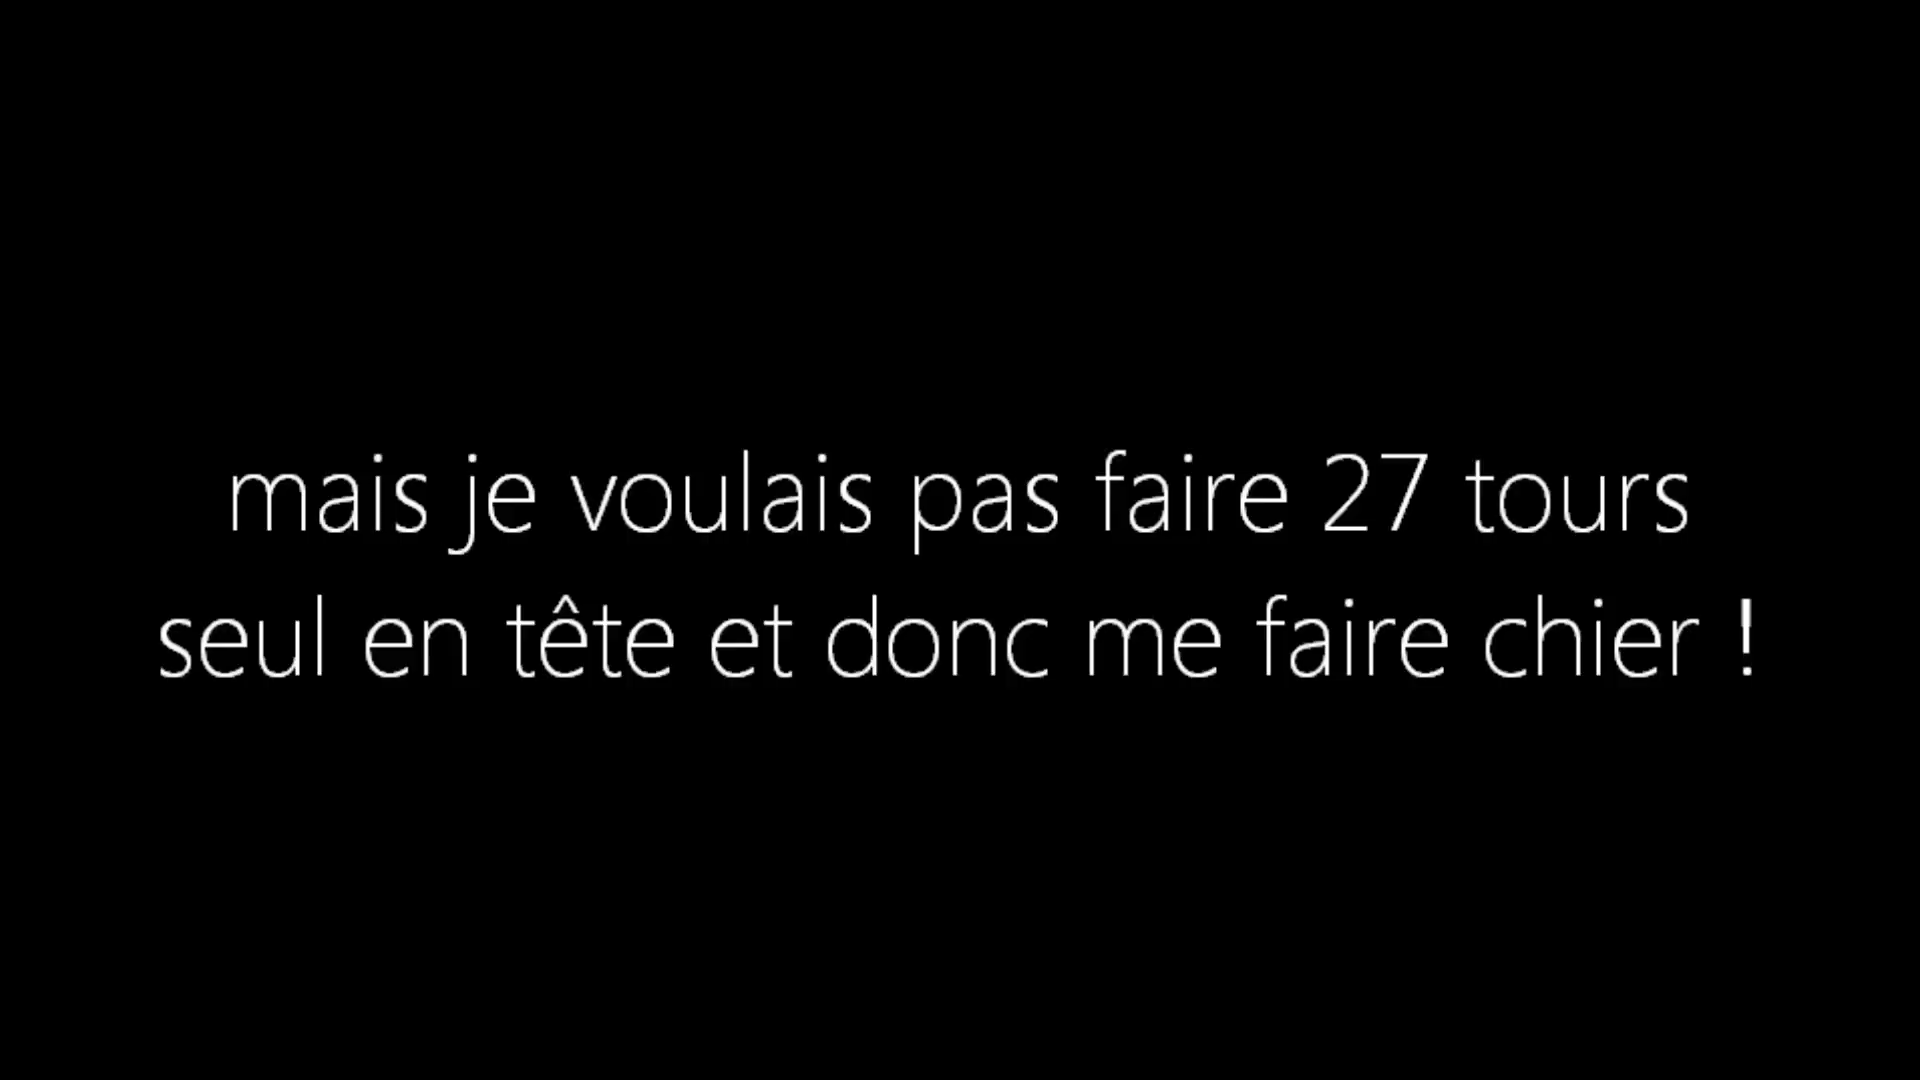 mais je voulais pas faire 27 tours
seul en tête et donc me faire chier !